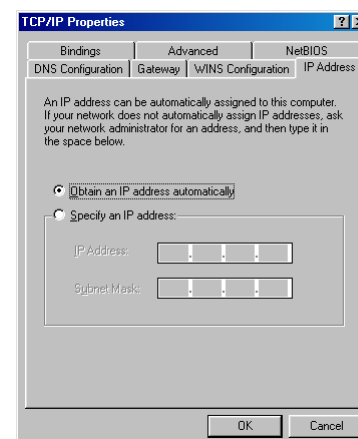 TCP/IP Properties
Bindings Advanced NetBIOS
DNS Configuration Gateway WINS Configuration IP Address
An IP address can be automatically assigned to this computer.
If your network does not automatically assign IP addresses, ask
your network administrator for an address, and then type it in
the space below.
Obtain an IP address automatically
Specify an IP address:
IP Address:
Subnet Mask:
OK Cancel